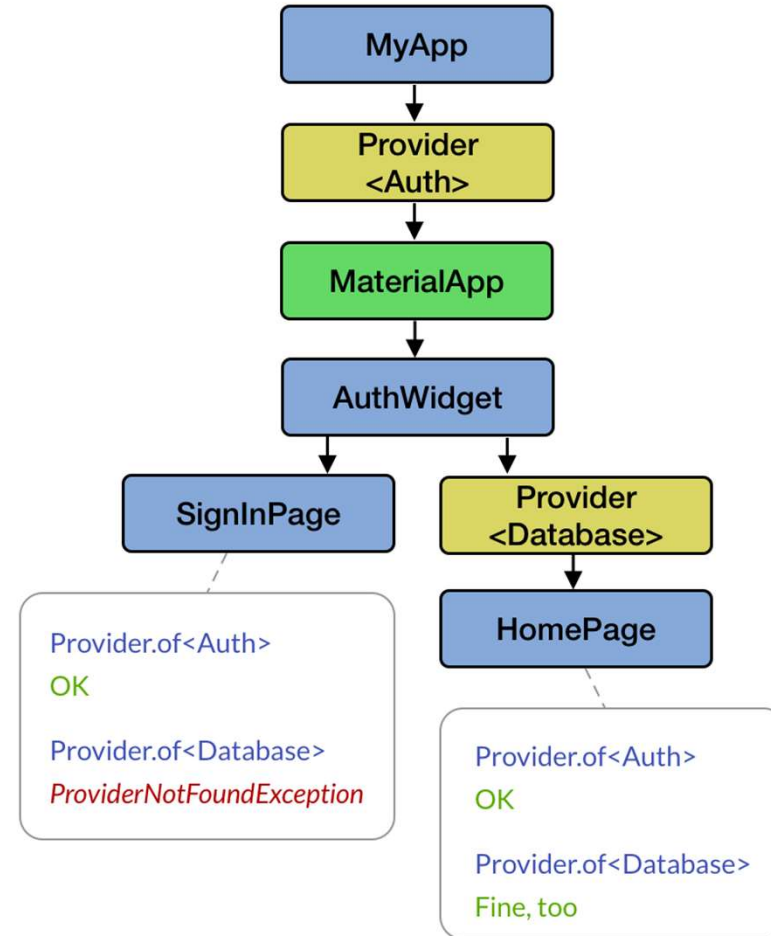 MyApp
Provider
<Auth>
MaterialApp
AuthWidget
SignInPage
Provider
<Database>
HomePage
Provider.of<Auth>
OK
Provider.of<Database>
ProviderNotFoundException
Provider.of<Auth>
OK
Provider.of<Database>
Fine, too